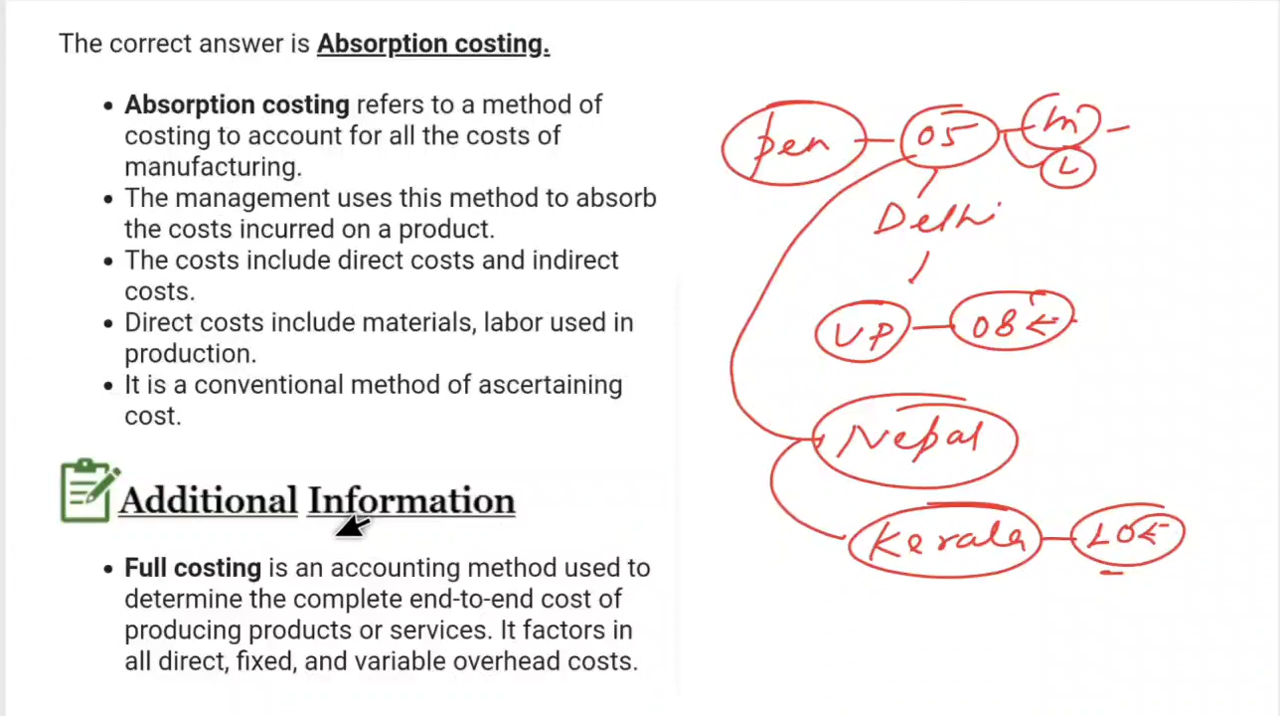 The correct answer is Absorption costing.
• Absorption costing refers to a method of
costing to account for all the costs of
manufacturing.
• The management uses this method to absorb
the costs incurred on a product.
• The costs include direct costs and indirect
costs.
• Direct costs include materials, labor used in
production.
• It is a conventional method of ascertaining
cost.
Additional Information
• Full costing is an accounting method used to
determine the complete end-to-end cost of
producing products or services. It factors in
all direct, fixed, and variable overhead costs.
pen - 05 - m -
L
Delhi
UP - 08
Nepal
Kerala - 10